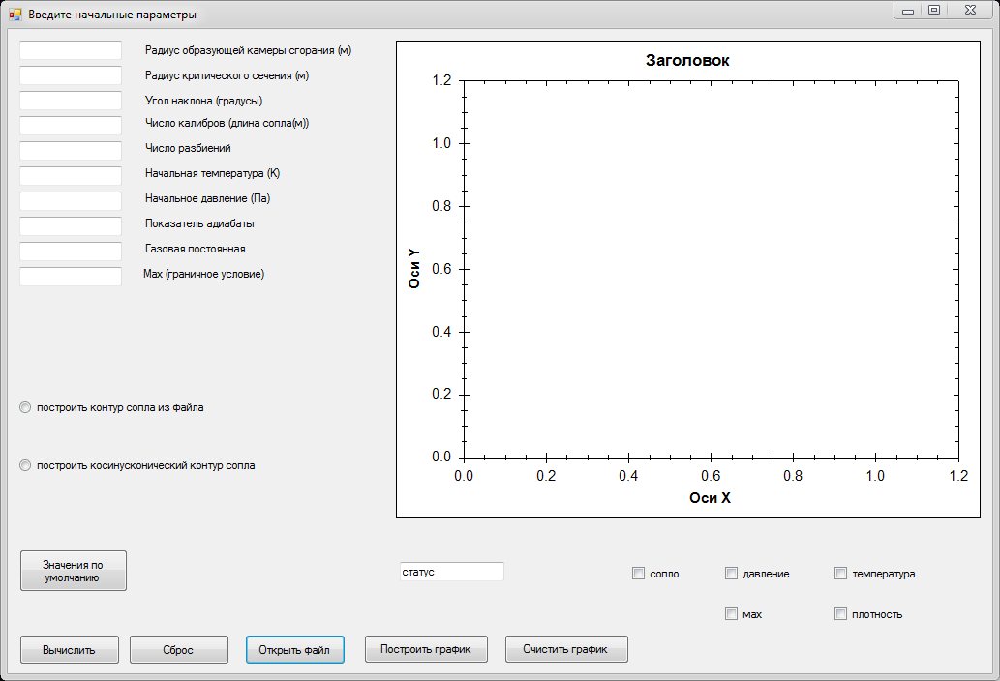 Введите начальные параметры
Радиус образующей камеры сгорания (м)
Радиус критического сечения (м)
Угол наклона (градусы)
Число калибров (длина сопла(м))
Число разбиений
Начальная температура (К)
Начальное давление (Па)
Показатель адиабаты
Газовая постоянная
Мах (граничное условие)
построить контур сопла из файла
построить косинусконический контур сопла
Значения по
умолчанию
Вычислить
Сброс
Открыть файл
Построить график
Очистить график
Заголовок
Оси Y
1.2
1.0
0.8
0.6
0.4
0.2
0.0
0.0 0.2 0.4 0.6 0.8 1.0 1.2
Оси X
статус
сопло
давление
температура
мах
плотность